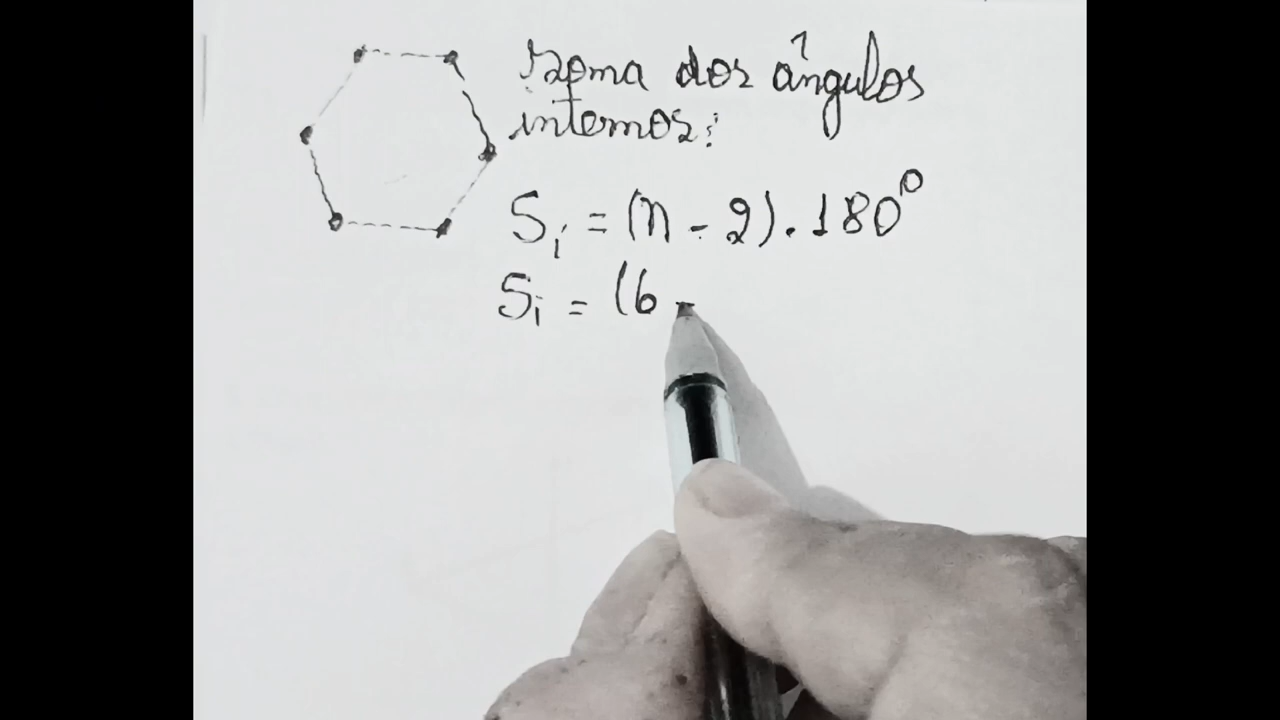 soma dos ângulos
internos:
Si = (n - 2). 180°
Si = (6 -